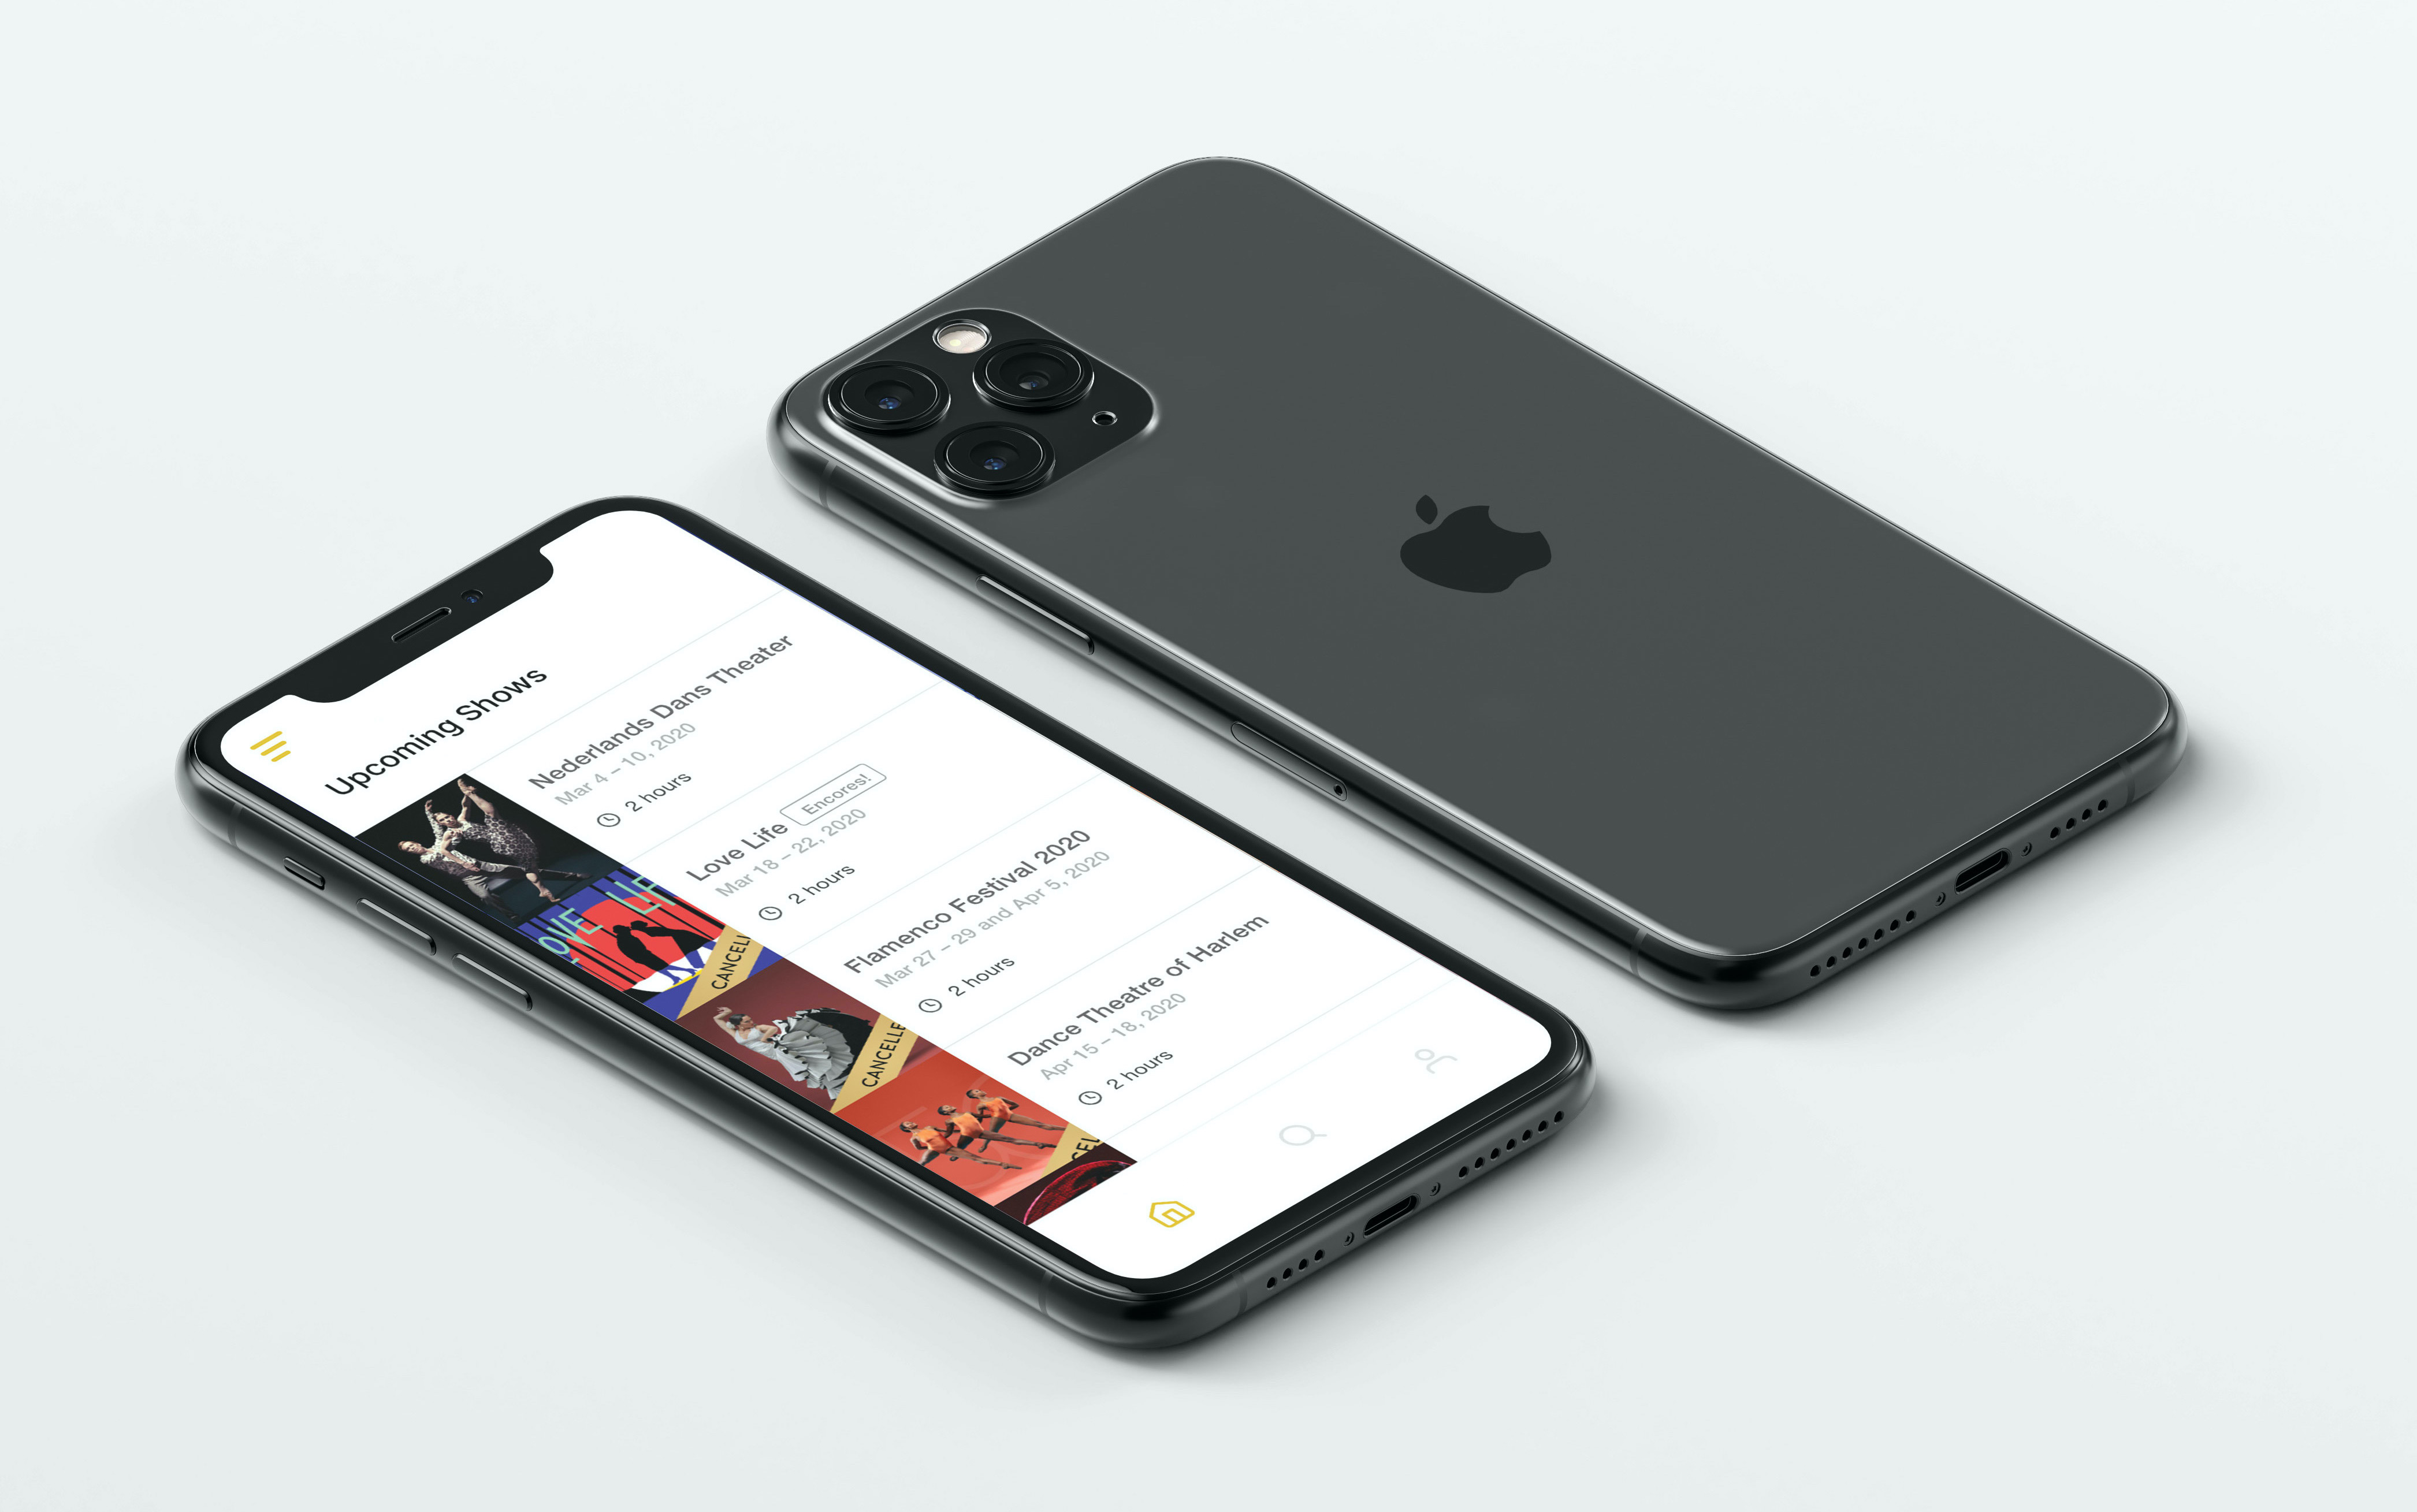 Upcoming Shows
Nederlands Dans Theater
Mar 4 – 10, 2020
2 hours
LOVE LIF
Love Life Encores!
Mar 18 – 22, 2020
2 hours
CANCELL
Flamenco Festival 2020
Mar 27 – 29 and Apr 5, 2020
2 hours
CANCELLE
Dance Theatre of Harlem
Apr 15 – 18, 2020
2 hours
CEL